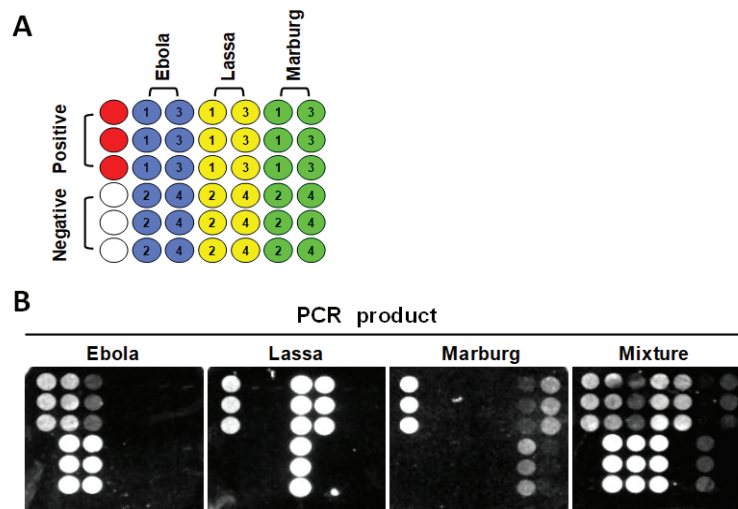 A
Ebola
Lassa
Marburg
Positive
Negative
1 3 1 3 1 3
1 3 1 3 1 3
1 3 1 3 1 3
2 4 2 4 2 4
2 4 2 4 2 4
2 4 2 4 2 4
B
PCR product
Ebola Lassa Marburg Mixture